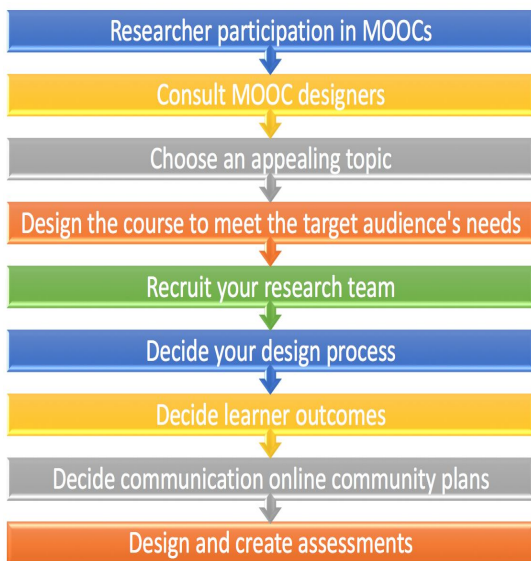 Researcher participation in MOOCs
Consult MOOC designers
Choose an appealing topic
Design the course to meet the target audience's needs
Recruit your research team
Decide your design process
Decide learner outcomes
Decide communication online community plans
Design and create assessments